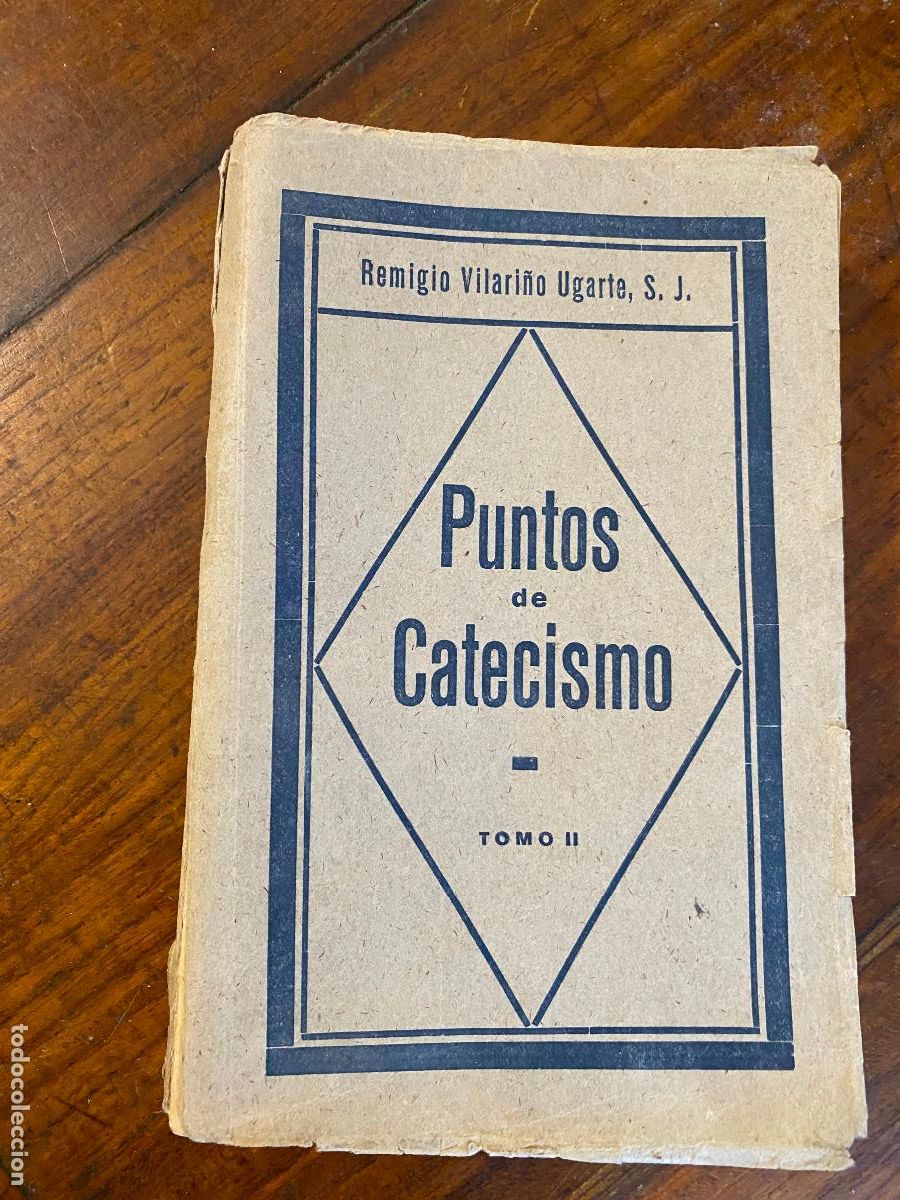 Remigio Vilariño Ugarte, S. J.
Puntos
de
Catecismo
TOMO II
todocoleccion